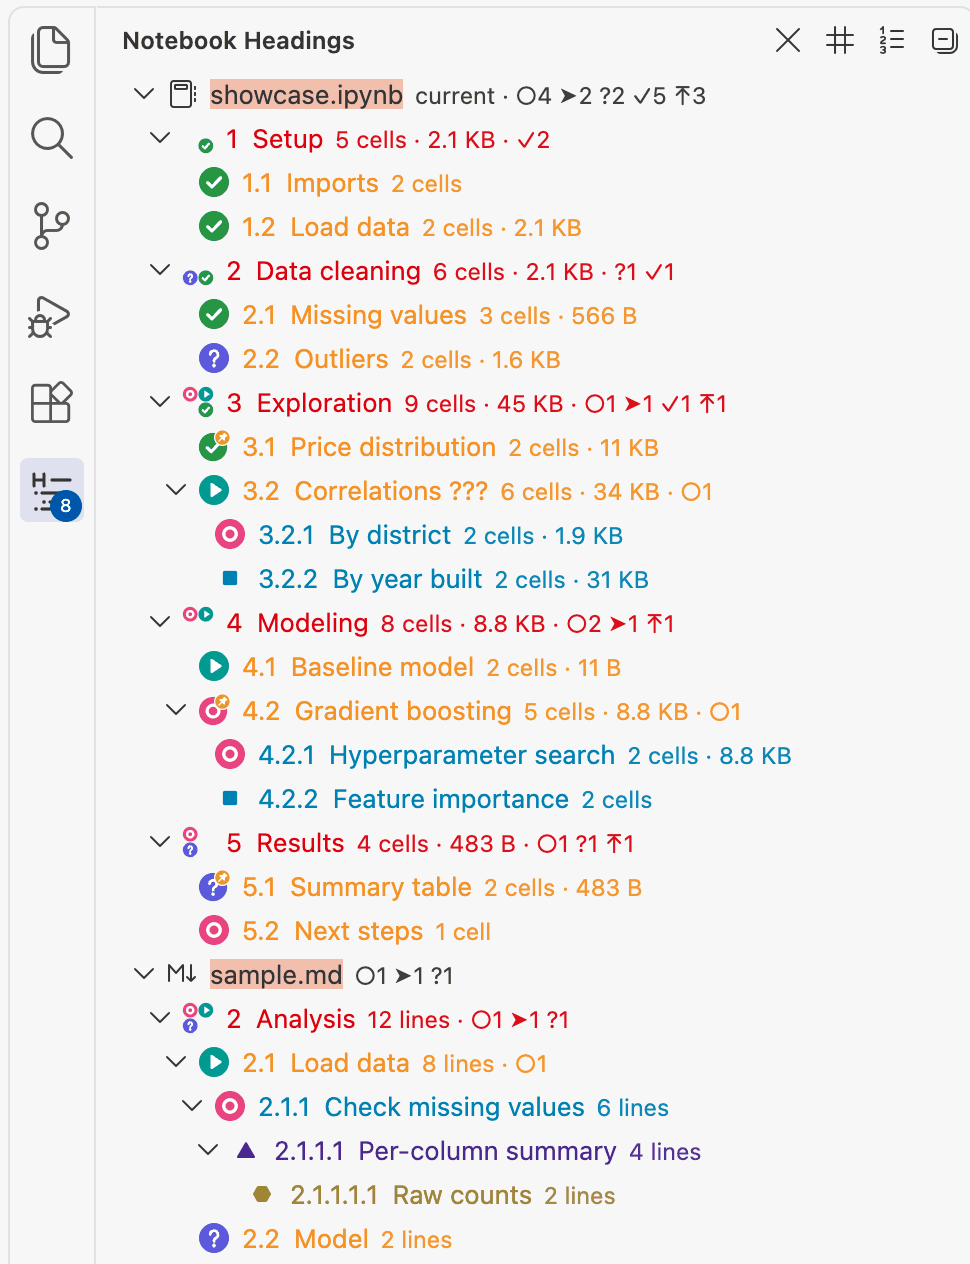 Notebook Headings
showcase.ipynb current · ○4 ➤2 ?2 ✓5 ⤒3
1 Setup 5 cells · 2.1 KB · ✓2
1.1 Imports 2 cells
1.2 Load data 2 cells · 2.1 KB
2 Data cleaning 6 cells · 2.1 KB · ?1 ✓1
2.1 Missing values 3 cells · 566 B
2.2 Outliers 2 cells · 1.6 KB
3 Exploration 9 cells · 45 KB · ○1 ➤1 ✓1 ⤒1
3.1 Price distribution 2 cells · 11 KB
3.2 Correlations ??? 6 cells · 34 KB · ○1
3.2.1 By district 2 cells · 1.9 KB
3.2.2 By year built 2 cells · 31 KB
4 Modeling 8 cells · 8.8 KB · ○2 ➤1 ⤒1
4.1 Baseline model 2 cells · 11 B
4.2 Gradient boosting 5 cells · 8.8 KB · ○1
4.2.1 Hyperparameter search 2 cells · 8.8 KB
4.2.2 Feature importance 2 cells
5 Results 4 cells · 483 B · ○1 ?1 ⤒1
5.1 Summary table 2 cells · 483 B
5.2 Next steps 1 cell
M↓ sample.md ○1 ➤1 ?1
2 Analysis 12 lines · ○1 ➤1 ?1
2.1 Load data 8 lines · ○1
2.1.1 Check missing values 6 lines
2.1.1.1 Per-column summary 4 lines
2.1.1.1.1 Raw counts 2 lines
2.2 Model 2 lines
H
8